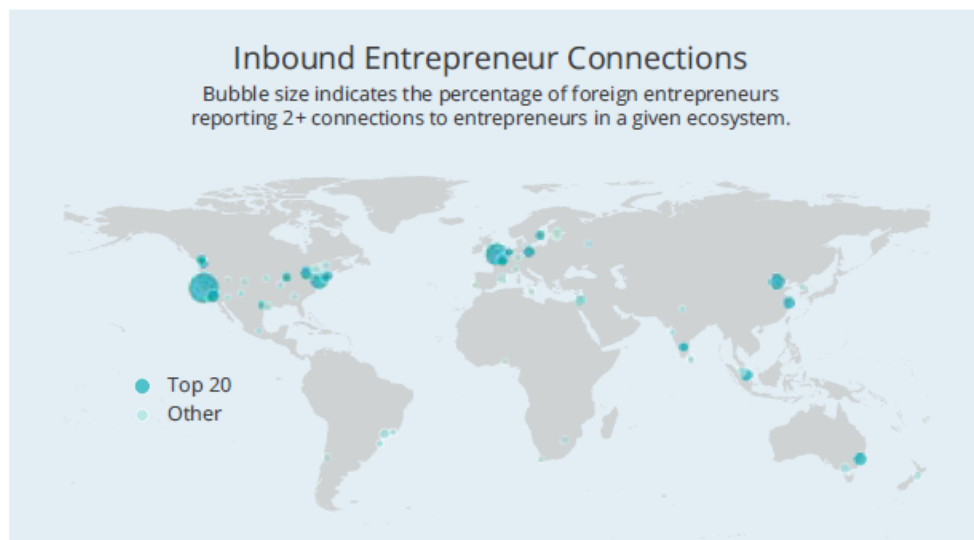 Inbound Entrepreneur Connections
Bubble size indicates the percentage of foreign entrepreneurs
reporting 2+ connections to entrepreneurs in a given ecosystem.
Top 20
Other